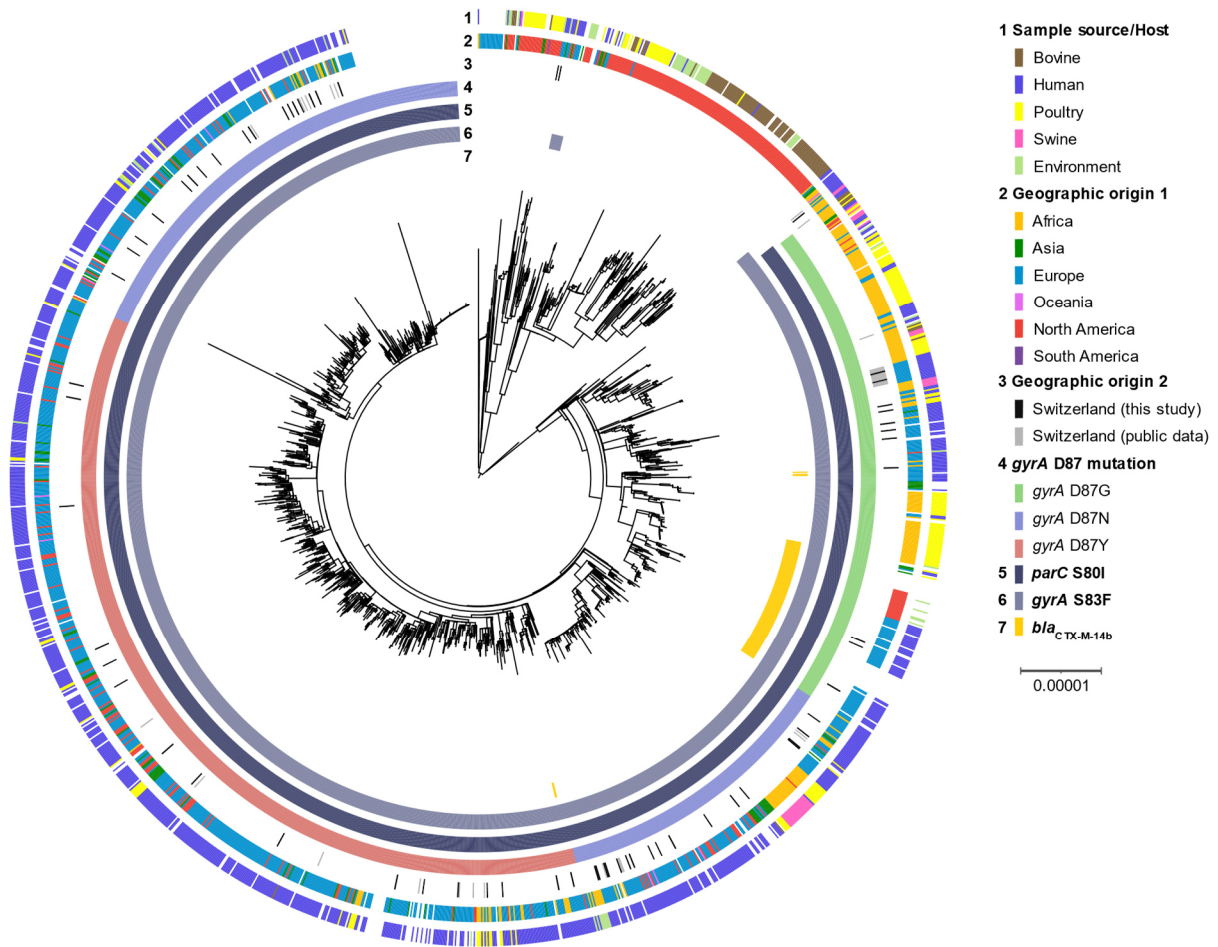 1
2
3
4
5
6
7
1 Sample source/Host
Bovine
Human
Poultry
Swine
Environment
2 Geographic origin 1
Africa
Asia
Europe
Oceania
North America
South America
3 Geographic origin 2
Switzerland (this study)
Switzerland (public data)
4 gyrA D87 mutation
gyrA D87G
gyrA D87N
gyrA D87Y
5 parC S80I
6 gyrA S83F
7 blaCTX-M-14b
0.00001